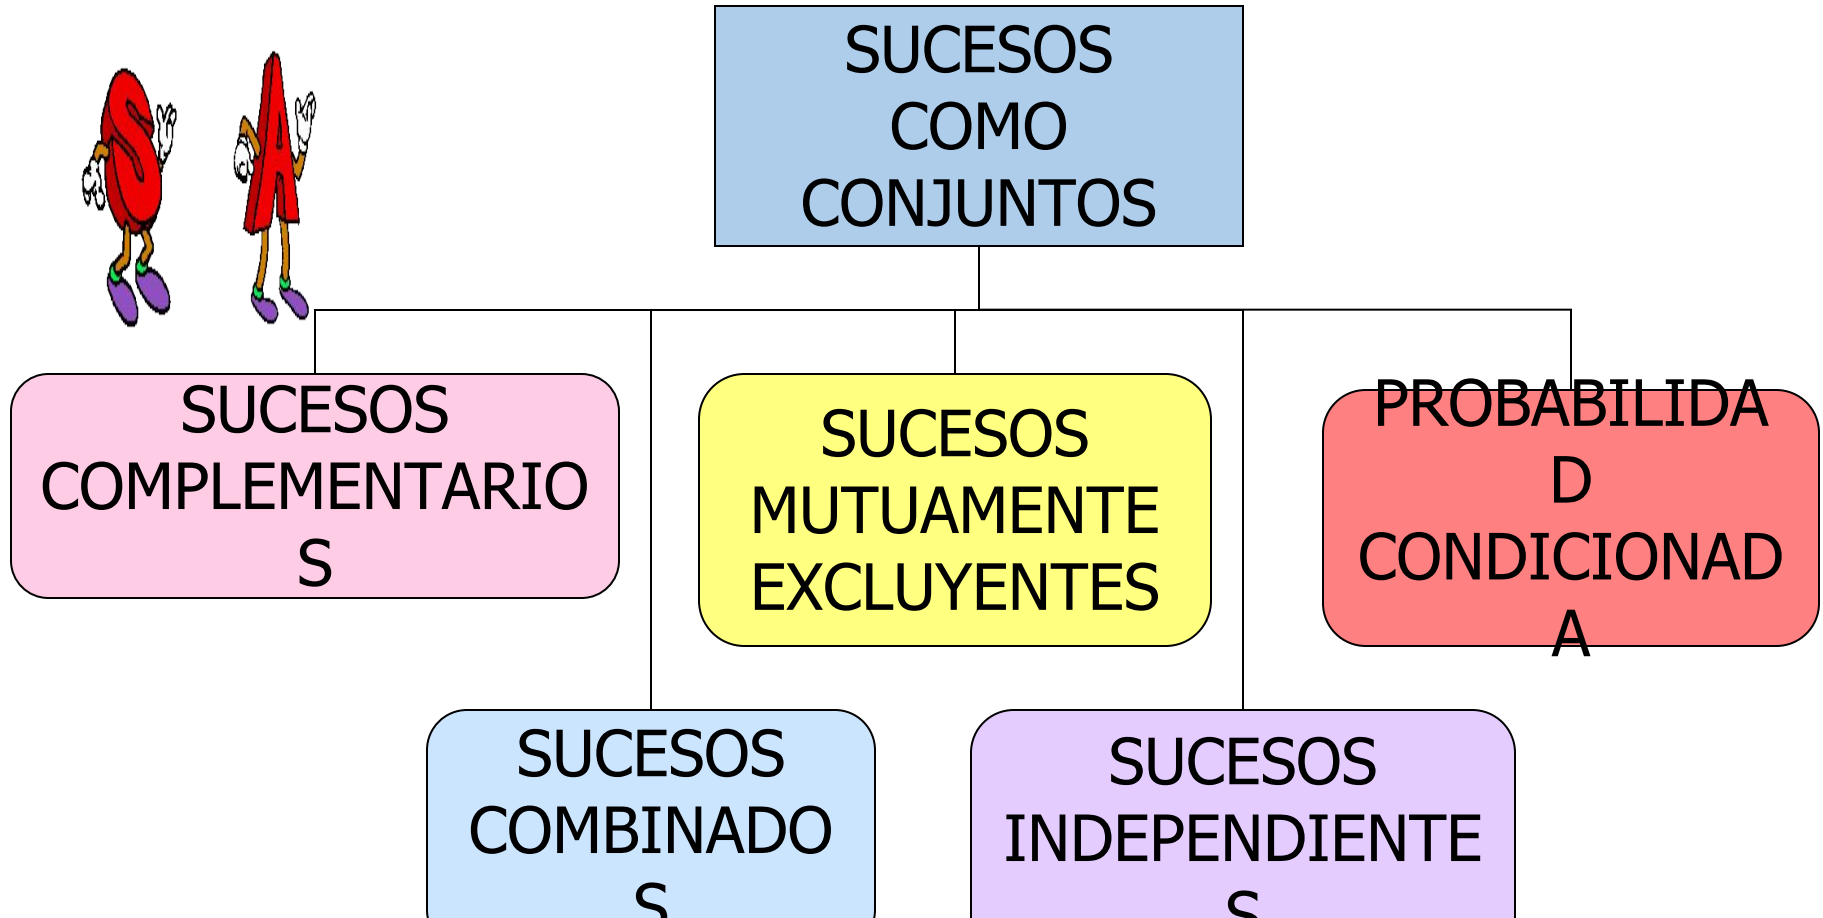 S A
SUCESOS
COMO
CONJUNTOS
SUCESOS
COMPLEMENTARIO
S
SUCESOS
MUTUAMENTE
EXCLUYENTES
PROBABILIDA
D
CONDICIONAD
A
SUCESOS
COMBINADO
S
SUCESOS
INDEPENDIENTE
S